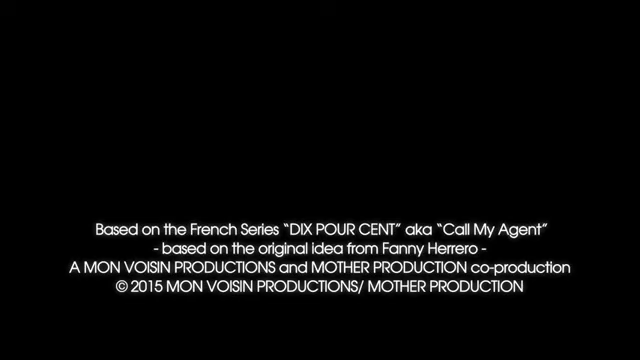 Based on the French Series “DIX POUR CENT” aka “Call My Agent”
- based on the original idea from Fanny Herrero -
A MON VOISIN PRODUCTIONS and MOTHER PRODUCTION co-production
© 2015 MON VOISIN PRODUCTIONS/ MOTHER PRODUCTION